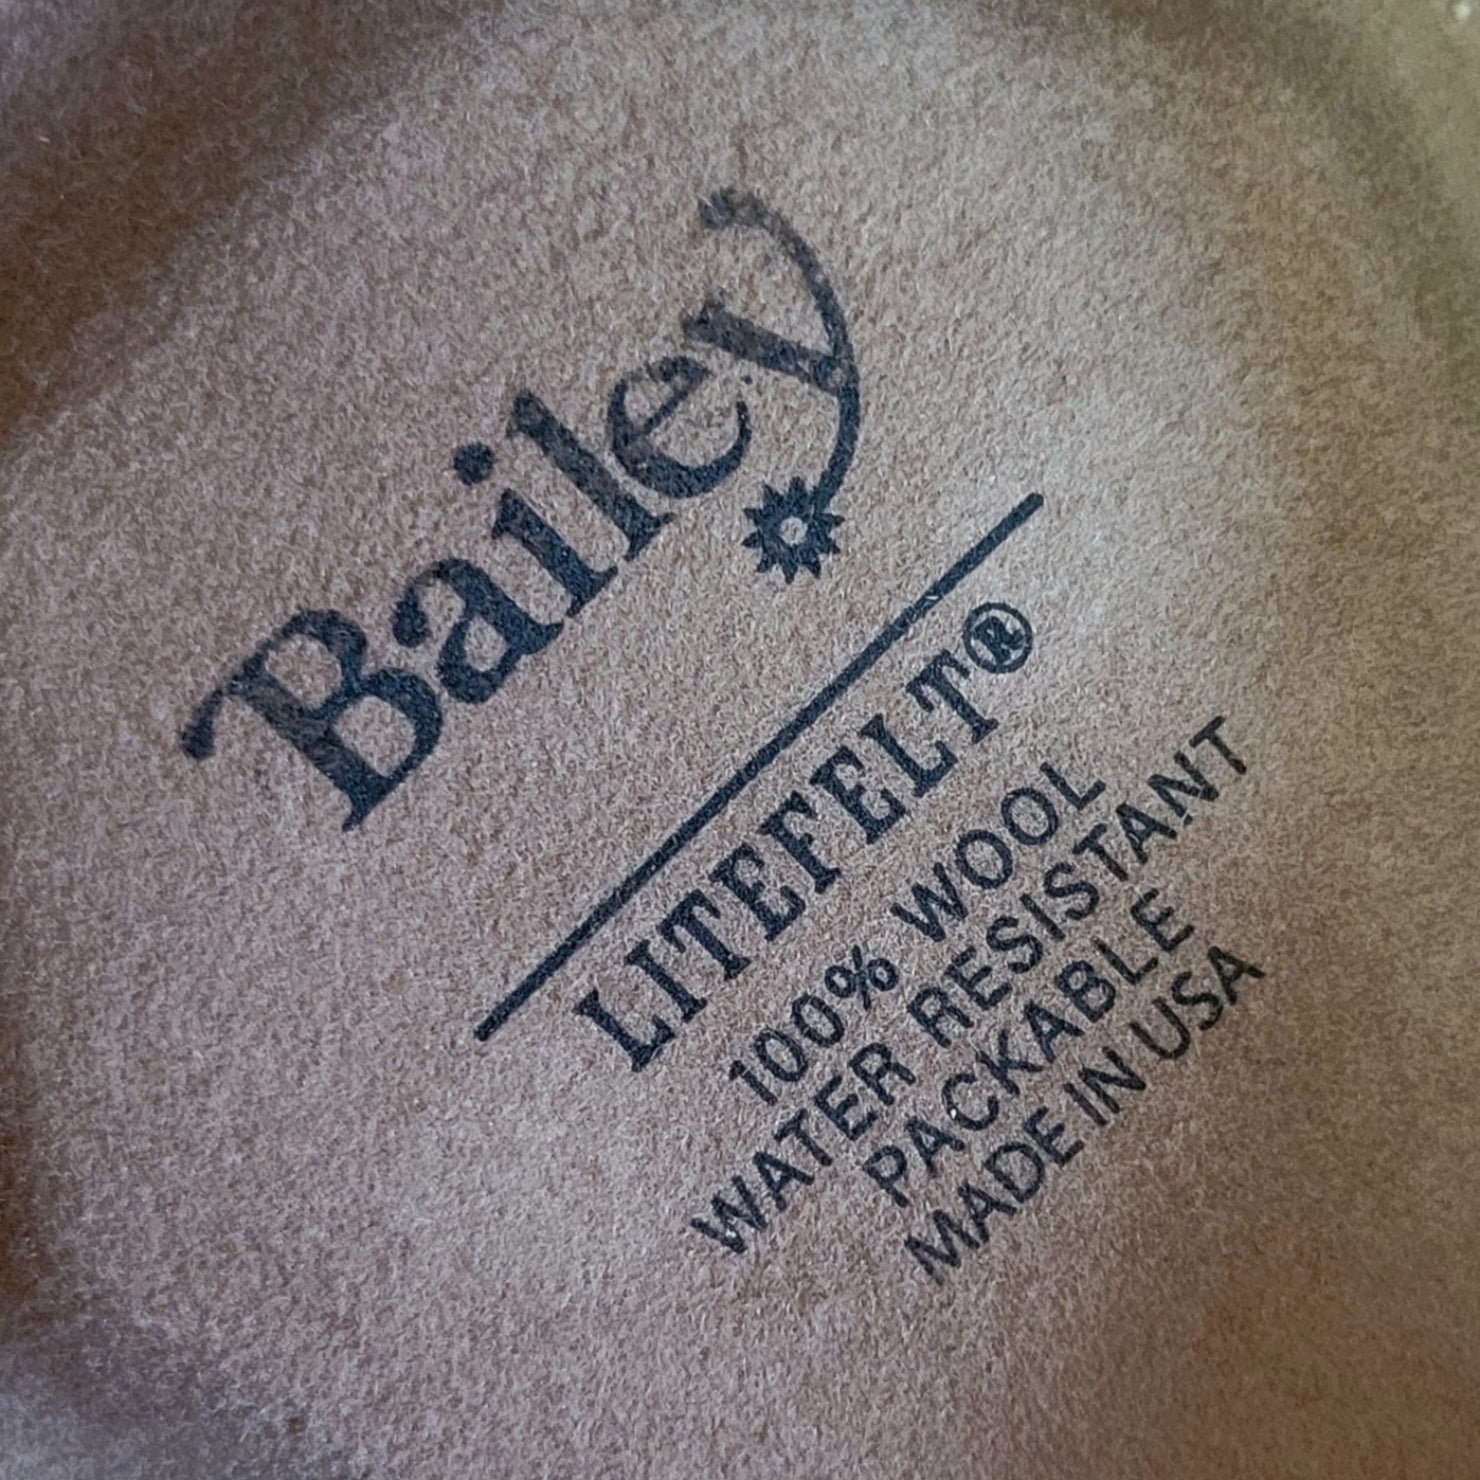 Bailey
LITEFELT®
100% WOOL
WATER RESISTANT
PACKABLE
MADE IN USA